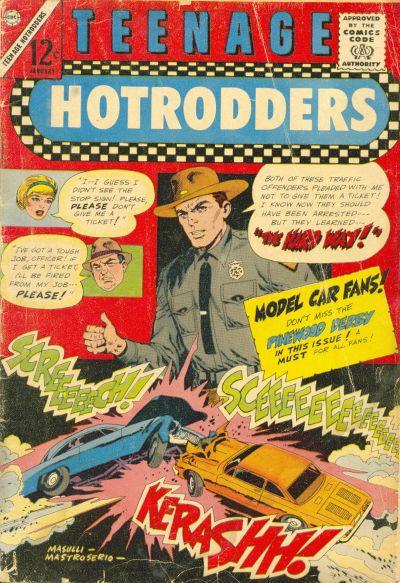 TEENAGE HOTRODDERS
CDC
12¢
JANUARY
TEENAGE
APPROVED
BY THE
COMICS
CODE
AUTHORITY
HOTRODDERS
"I--I GUESS I
DIDN'T SEE THE
STOP SIGN! PLEASE,
PLEASE DON'T
GIVE ME A
TICKET!"
BOTH OF THESE TRAFFIC
OFFENDERS PLEADED WITH ME
NOT TO GIVE THEM A TICKET!
I KNOW NOW THEY SHOULD
HAVE BEEN ARRESTED--
BUT THEY LEARNED--
"THE HARD WAY!"
"I'VE GOT A TOUGH
JOB, OFFICER! IF
I GET A TICKET,
I'LL BE FIRED
FROM MY JOB---
PLEASE!"
MODEL CAR FANS!
DON'T MISS THE
PINEWOOD DERBY
IN THIS ISSUE! A
MUST FOR ALL FANS!
SCREEEEECH!
SCEEEEEEEEEEE
KERASHH!
MASULLI -
MASTROSERIO -